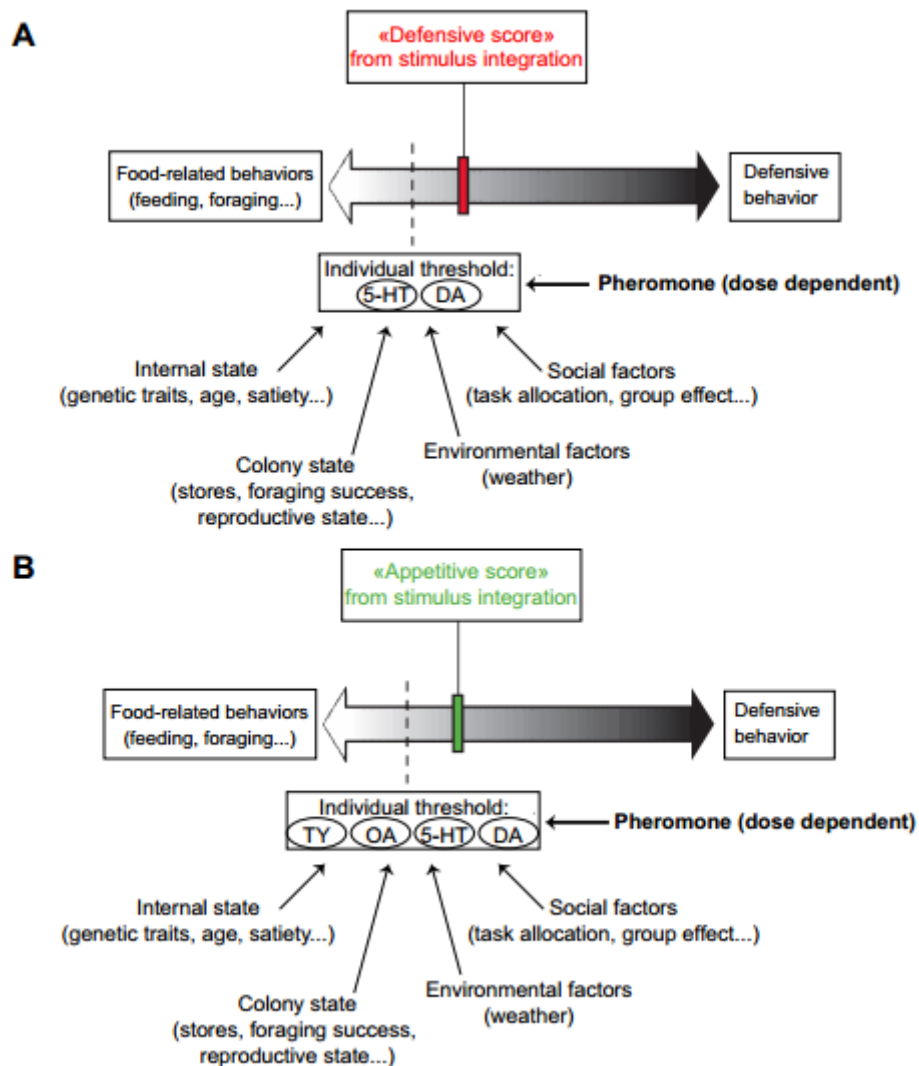 A
«Defensive score»
from stimulus integration
Food-related behaviors
(feeding, foraging...)
Defensive
behavior
Individual threshold:
5-HT DA
Pheromone (dose dependent)
Internal state
(genetic traits, age, satiety...)
Social factors
(task allocation, group effect...)
Colony state
(stores, foraging success,
reproductive state...)
Environmental factors
(weather)
B
«Appetitive score»
from stimulus integration
Food-related behaviors
(feeding, foraging...)
Defensive
behavior
Individual threshold:
TY OA 5-HT DA
Pheromone (dose dependent)
Internal state
(genetic traits, age, satiety...)
Social factors
(task allocation, group effect...)
Colony state
(stores, foraging success,
reproductive state...)
Environmental factors
(weather)